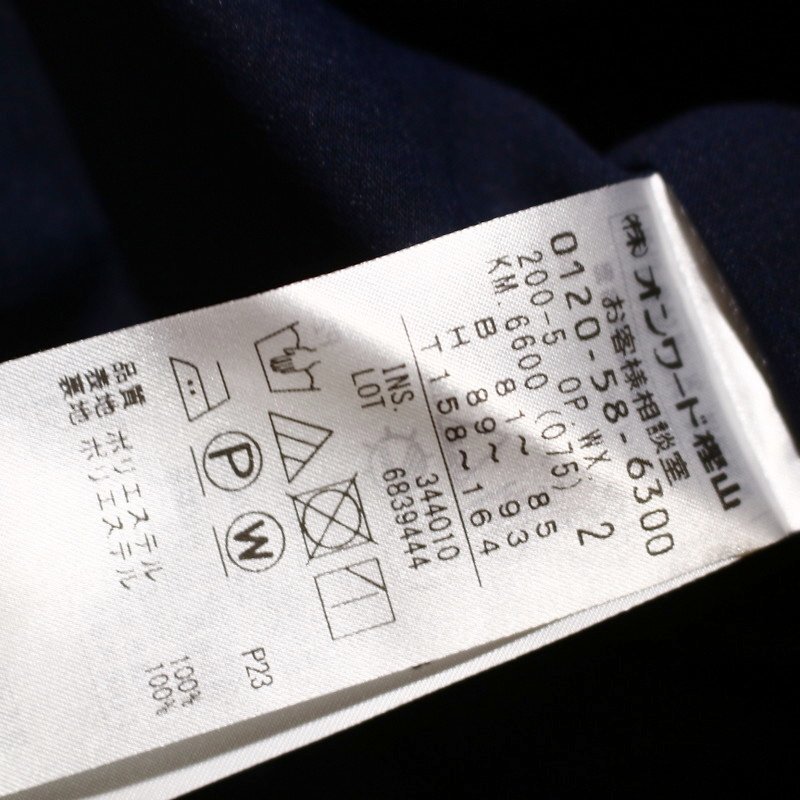 (株)オンワード樫山
お客様相談室
0120-58-6300
200-5 OP.WX. 2
KM. 6600 (075)
B 81~ 85
H 89~ 93
T 158~164
INS. 344010
LOT 6839444
P
W
P23
品質 表地 ポリエステル 100%
裏地 ポリエステル 100%